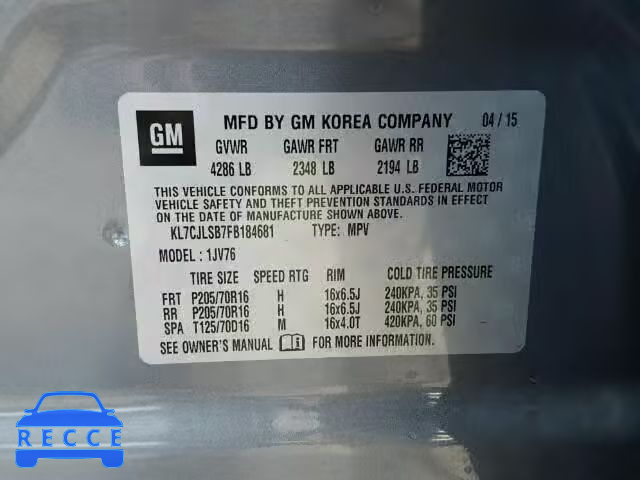 GM
MFD BY GM KOREA COMPANY 04 / 15
GVWR GAWR FRT GAWR RR
4286 LB 2348 LB 2194 LB
THIS VEHICLE CONFORMS TO ALL APPLICABLE U.S. FEDERAL MOTOR
VEHICLE SAFETY AND THEFT PREVENTION STANDARDS
IN EFFECT ON THE DATE OF MANUFACTURE SHOWN ABOVE.
KL7CJLSB7FB184681 TYPE: MPV
MODEL : 1JV76
TIRE SIZE SPEED RTG RIM COLD TIRE PRESSURE
FRT P205/70R16 H 16x6.5J 240KPA, 35 PSI
RR P205/70R16 H 16x6.5J 240KPA, 35 PSI
SPA T125/70D16 M 16x4.0T 420KPA, 60 PSI
SEE OWNER'S MANUAL FOR MORE INFORMATION.
RECCE